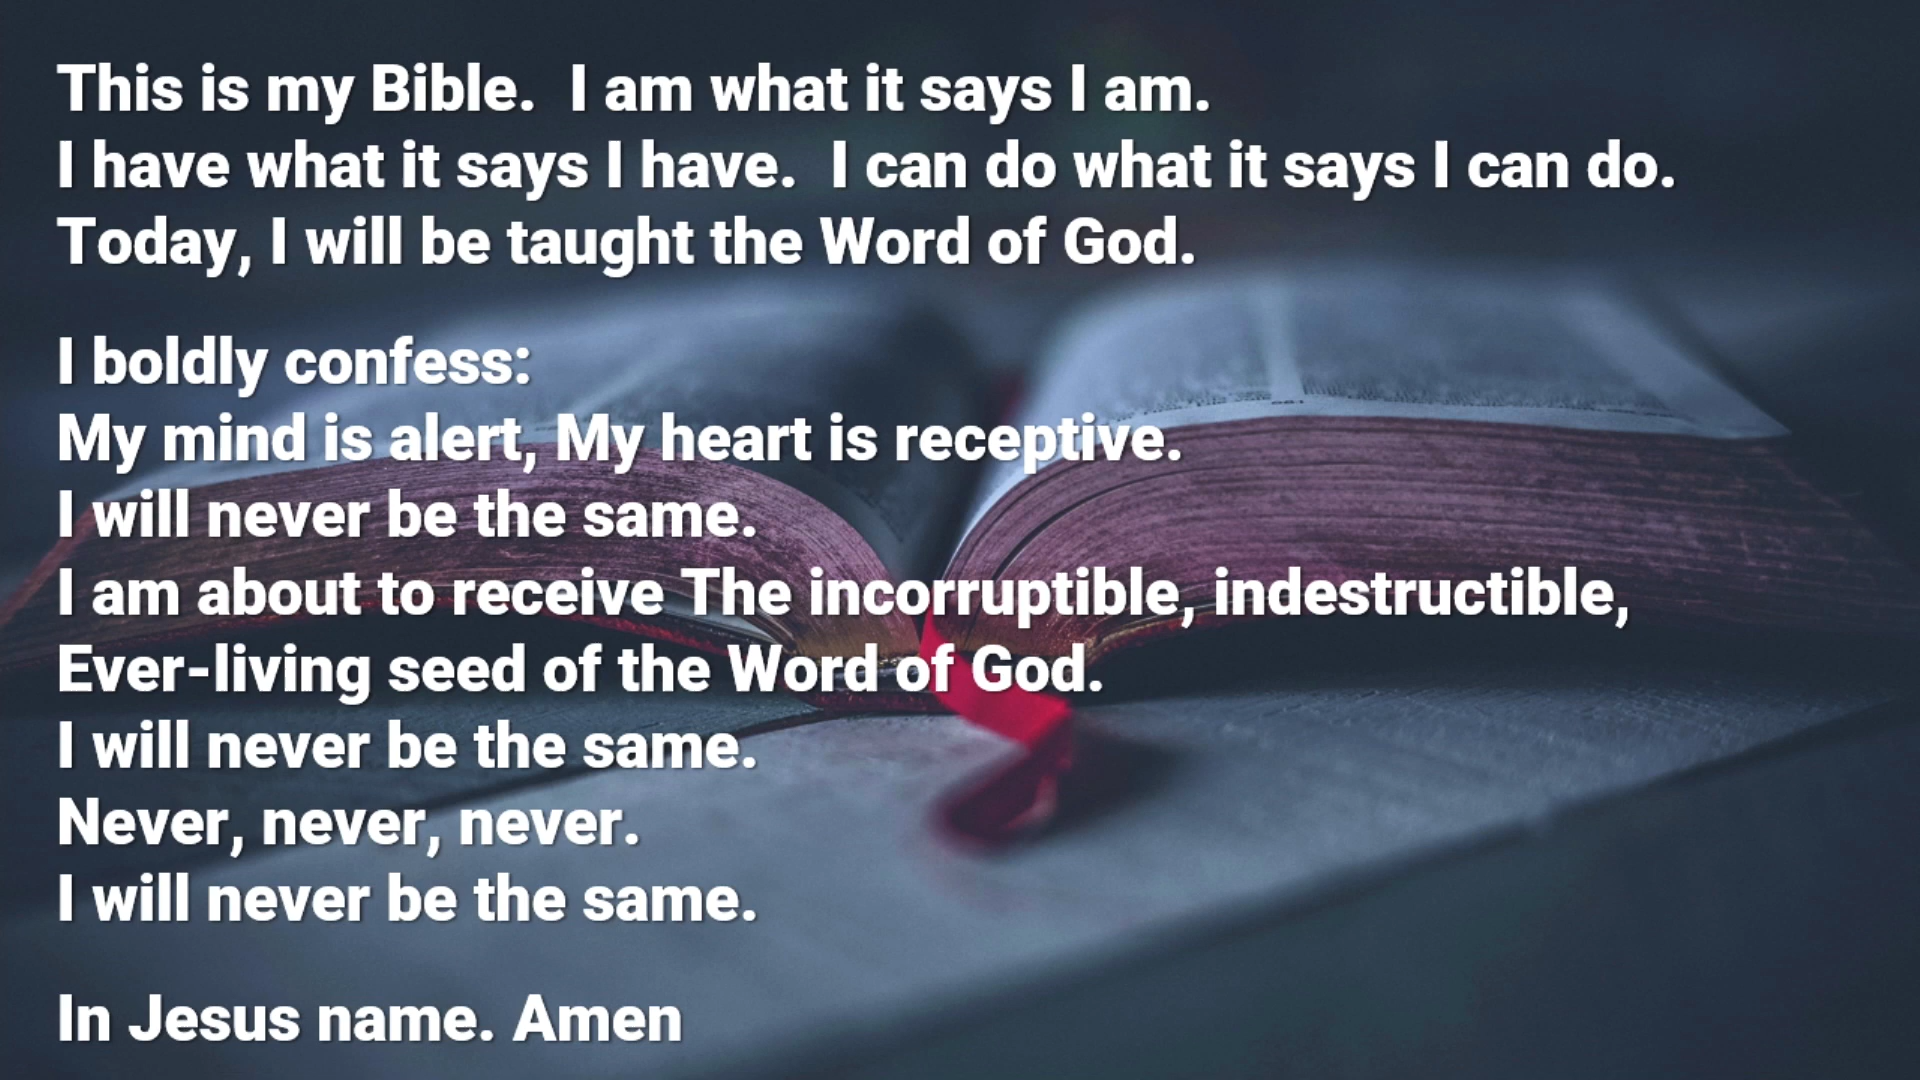 This is my Bible.  I am what it says I am.
I have what it says I have.  I can do what it says I can do.
Today, I will be taught the Word of God.
I boldly confess:
My mind is alert, My heart is receptive.
I will never be the same.
I am about to receive The incorruptible, indestructible,
Ever-living seed of the Word of God.
I will never be the same.
Never, never, never.
I will never be the same.
In Jesus name. Amen